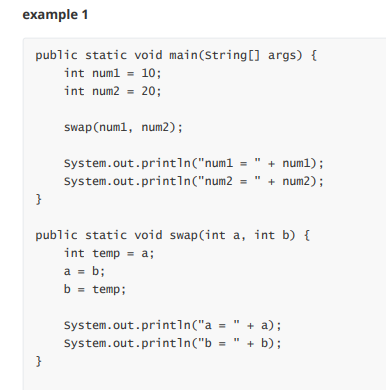 example 1
public static void main(String[] args) {
    int num1 = 10;
    int num2 = 20;

    swap(num1, num2);

    System.out.println("num1 = " + num1);
    System.out.println("num2 = " + num2);
}

public static void swap(int a, int b) {
    int temp = a;
    a = b;
    b = temp;

    System.out.println("a = " + a);
    System.out.println("b = " + b);
}